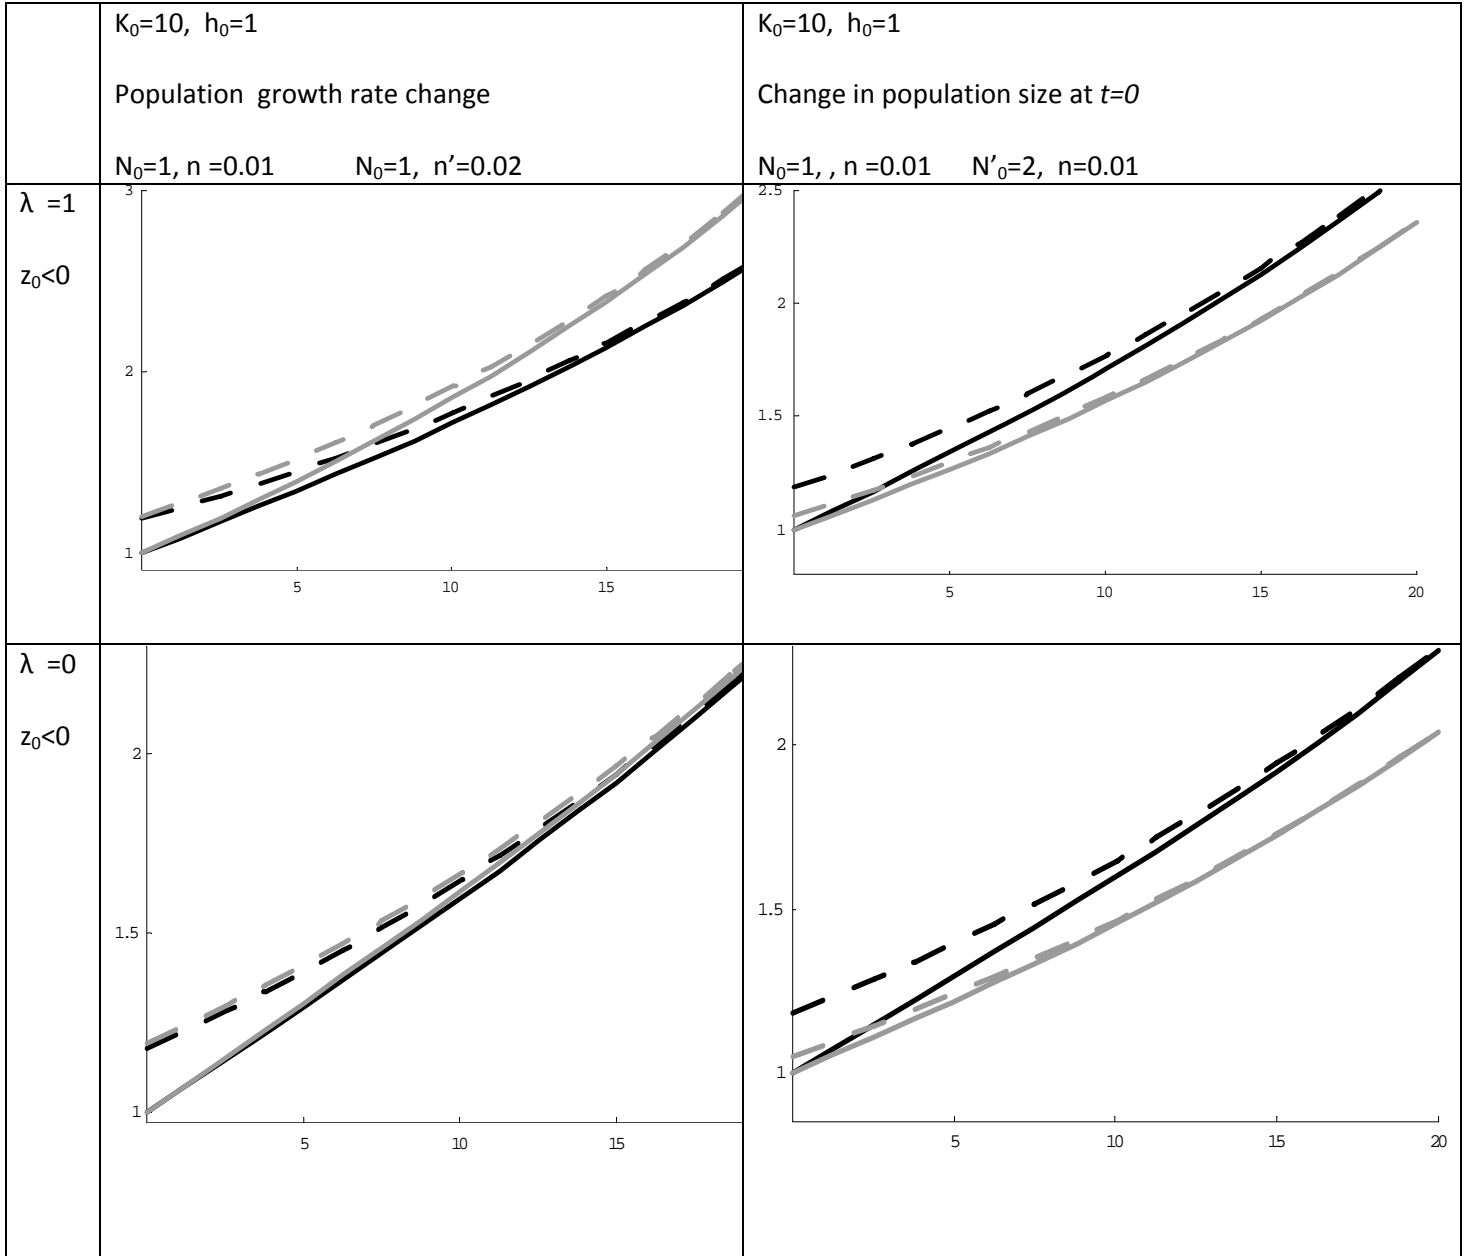 K₀=10, h₀=1
Population growth rate change
N₀=1, n =0.01 N₀=1, n’=0.02
K₀=10, h₀=1
Change in population size at t=0
N₀=1, , n =0.01 N’₀=2, n=0.01
λ =1
z₀<0
3
2
1
5
10
15
2.5
2
1.5
1
5
10
15
20
λ =0
z₀<0
2
1.5
1
5
10
15
2
1.5
1
5
10
15
20